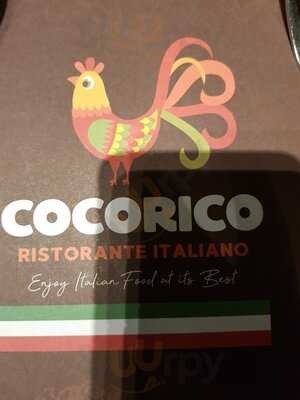 COCORICO
RISTORANTE ITALIANO
Enjoy Italian Food at its Best